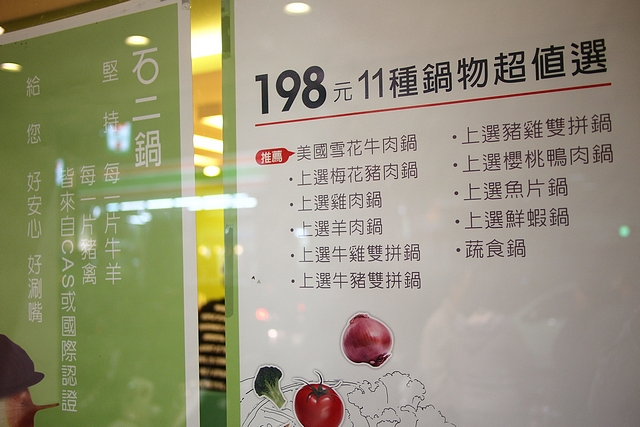 198元 11種鍋物超值選
推薦 美國雪花牛肉鍋
·上選梅花豬肉鍋
·上選雞肉鍋
·上選羊肉鍋
·上選牛雞雙拼鍋
·上選牛豬雙拼鍋
·上選豬雞雙拼鍋
·上選櫻桃鴨肉鍋
·上選魚片鍋
·上選鮮蝦鍋
·蔬食鍋
石二鍋
堅持 每一片牛羊
每一片豬禽
皆來自CAS或國際認證
給您 好安心 好涮嘴